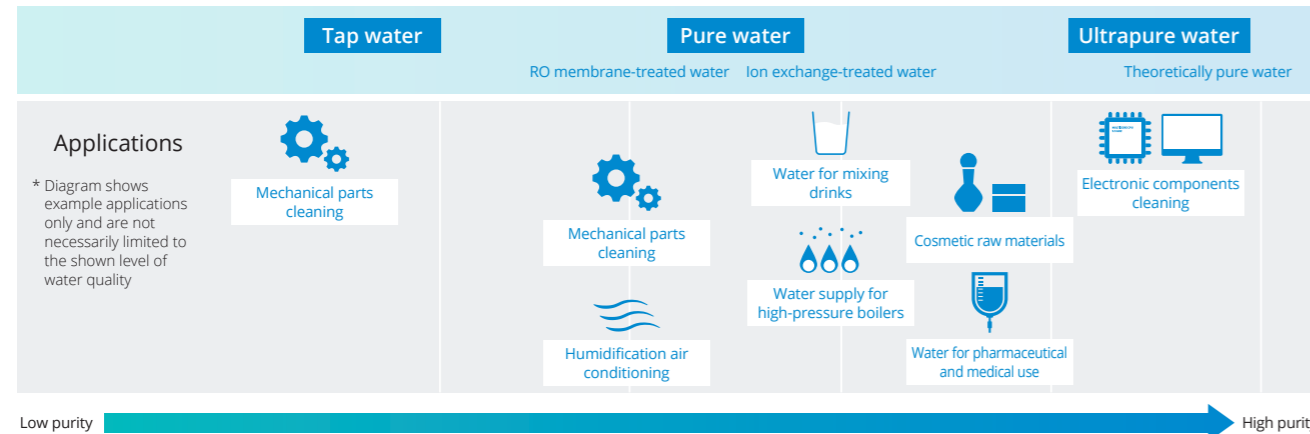 Tap water
Pure water
Ultrapure water
RO membrane-treated water
Ion exchange-treated water
Theoretically pure water
Applications
* Diagram shows
example applications
only and are not
necessarily limited to
the shown level of
water quality
Mechanical parts
cleaning
Mechanical parts
cleaning
Humidification air
conditioning
Water for mixing
drinks
Water supply for
high-pressure boilers
Cosmetic raw materials
Water for pharmaceutical
and medical use
Electronic components
cleaning
Low purity
High purit